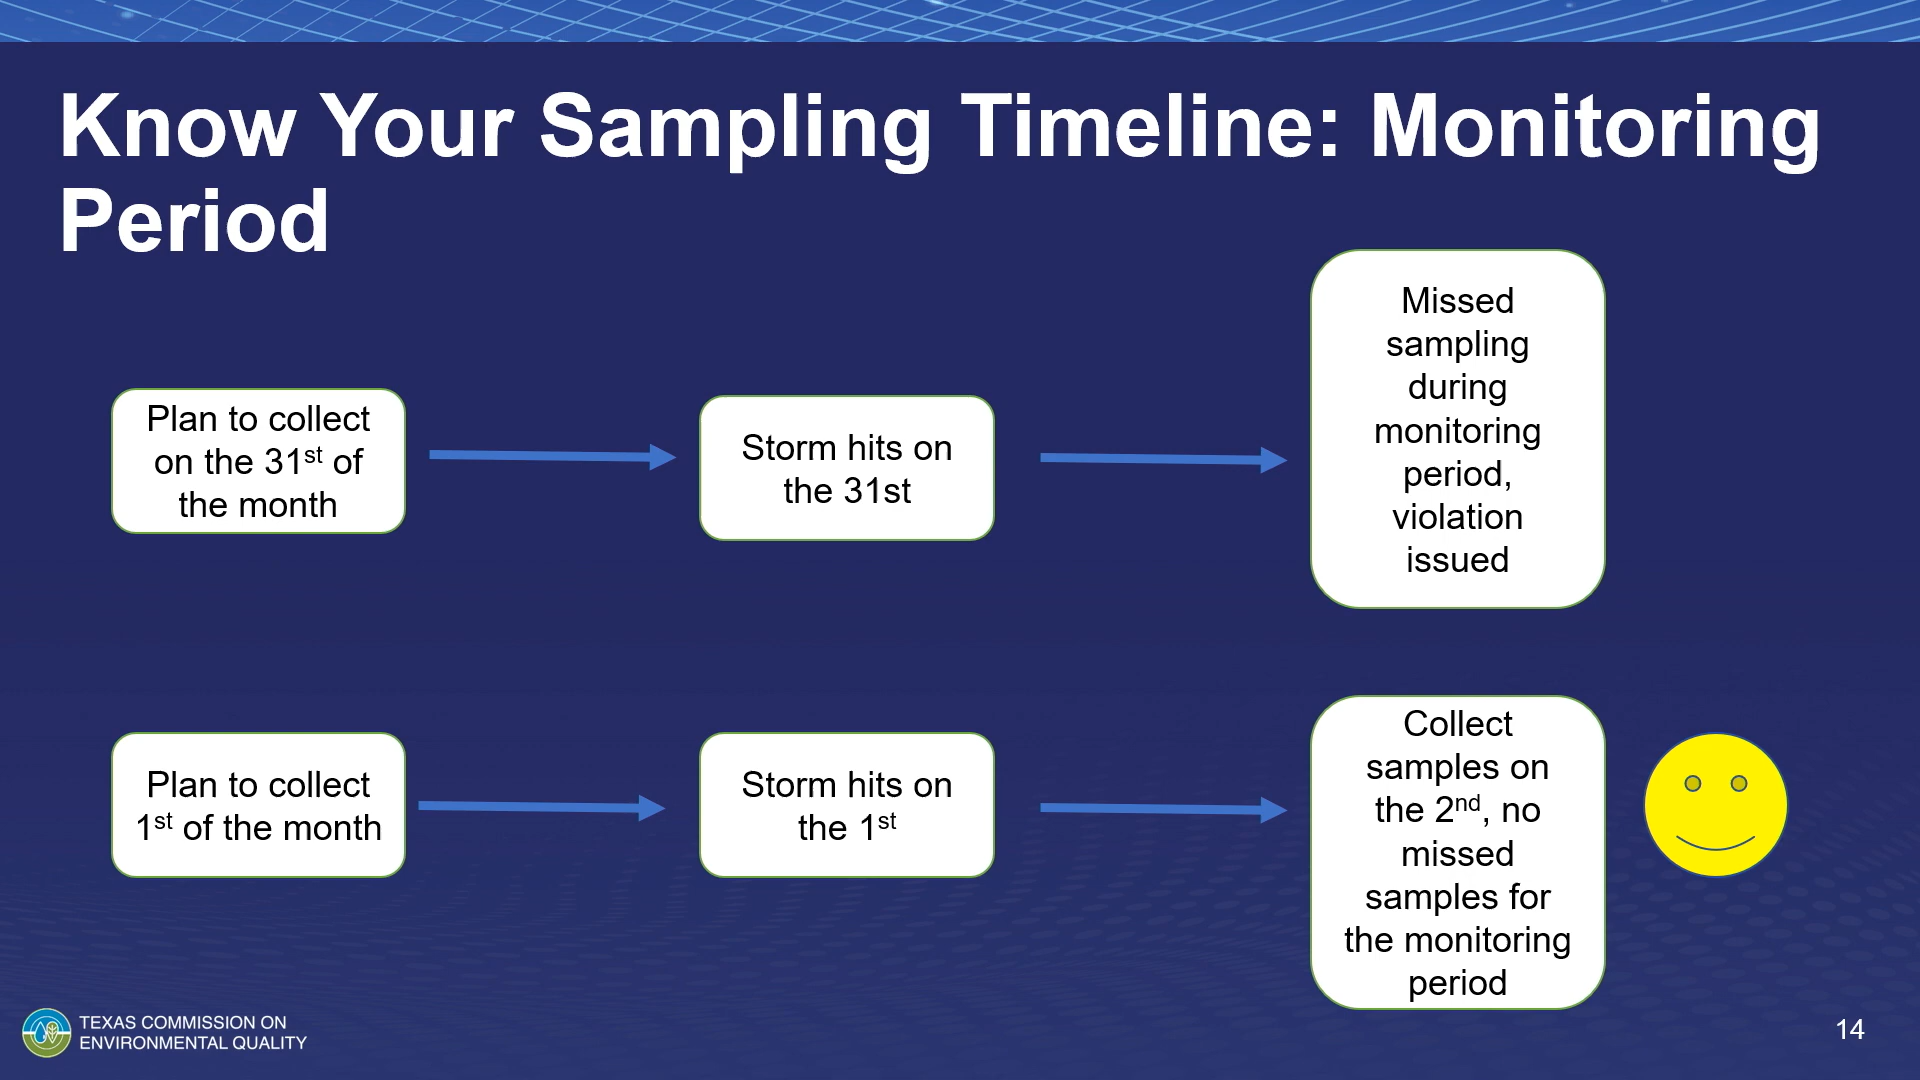 Know Your Sampling Timeline: Monitoring
Period
Plan to collect
on the 31st of
the month
Storm hits on
the 31st
Missed
sampling
during
monitoring
period,
violation
issued
Plan to collect
1st of the month
Storm hits on
the 1st
Collect
samples on
the 2nd, no
missed
samples for
the monitoring
period
TEXAS COMMISSION ON
ENVIRONMENTAL QUALITY
14